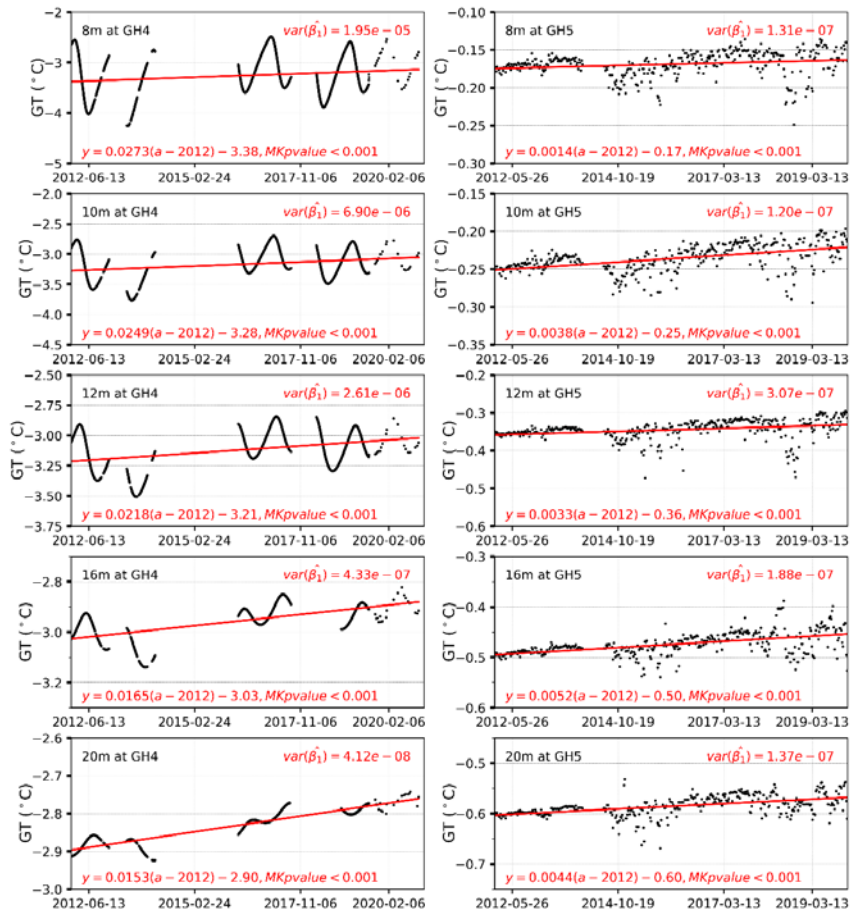 8m at GH4
var(β̂₁) = 1.95e − 05
GT (°C)
−2
−3
−4
−5
y = 0.0273(a − 2012) − 3.38, MKpvalue < 0.001
2012-06-13 2015-02-24 2017-11-06 2020-02-06
8m at GH5
var(β̂₁) = 1.31e − 07
GT (°C)
−0.10
−0.15
−0.20
−0.25
−0.30
y = 0.0014(a − 2012) − 0.17, MKpvalue < 0.001
2012-05-26 2014-10-19 2017-03-13 2019-03-13
10m at GH4
var(β̂₁) = 6.90e − 06
GT (°C)
−2.0
−2.5
−3.0
−3.5
−4.0
−4.5
y = 0.0249(a − 2012) − 3.28, MKpvalue < 0.001
2012-06-13 2015-02-24 2017-11-06 2020-02-06
10m at GH5
var(β̂₁) = 1.20e − 07
GT (°C)
−0.15
−0.20
−0.25
−0.30
−0.35
y = 0.0038(a − 2012) − 0.25, MKpvalue < 0.001
2012-05-26 2014-10-19 2017-03-13 2019-03-13
12m at GH4
var(β̂₁) = 2.61e − 06
GT (°C)
−2.50
−2.75
−3.00
−3.25
−3.50
−3.75
y = 0.0218(a − 2012) − 3.21, MKpvalue < 0.001
2012-06-13 2015-02-24 2017-11-06 2020-02-06
12m at GH5
var(β̂₁) = 3.07e − 07
GT (°C)
−0.2
−0.3
−0.4
−0.5
−0.6
y = 0.0033(a − 2012) − 0.36, MKpvalue < 0.001
2012-05-26 2014-10-19 2017-03-13 2019-03-13
16m at GH4
var(β̂₁) = 4.33e − 07
GT (°C)
−2.8
−3.0
−3.2
y = 0.0165(a − 2012) − 3.03, MKpvalue < 0.001
2012-06-13 2015-02-24 2017-11-06 2020-02-06
16m at GH5
var(β̂₁) = 1.88e − 07
GT (°C)
−0.3
−0.4
−0.5
−0.6
y = 0.0052(a − 2012) − 0.50, MKpvalue < 0.001
2012-05-26 2014-10-19 2017-03-13 2019-03-13
20m at GH4
var(β̂₁) = 4.12e − 08
GT (°C)
−2.6
−2.7
−2.8
−2.9
−3.0
y = 0.0153(a − 2012) − 2.90, MKpvalue < 0.001
2012-06-13 2015-02-24 2017-11-06 2020-02-06
20m at GH5
var(β̂₁) = 1.37e − 07
GT (°C)
−0.5
−0.6
−0.7
y = 0.0044(a − 2012) − 0.60, MKpvalue < 0.001
2012-05-26 2014-10-19 2017-03-13 2019-03-13